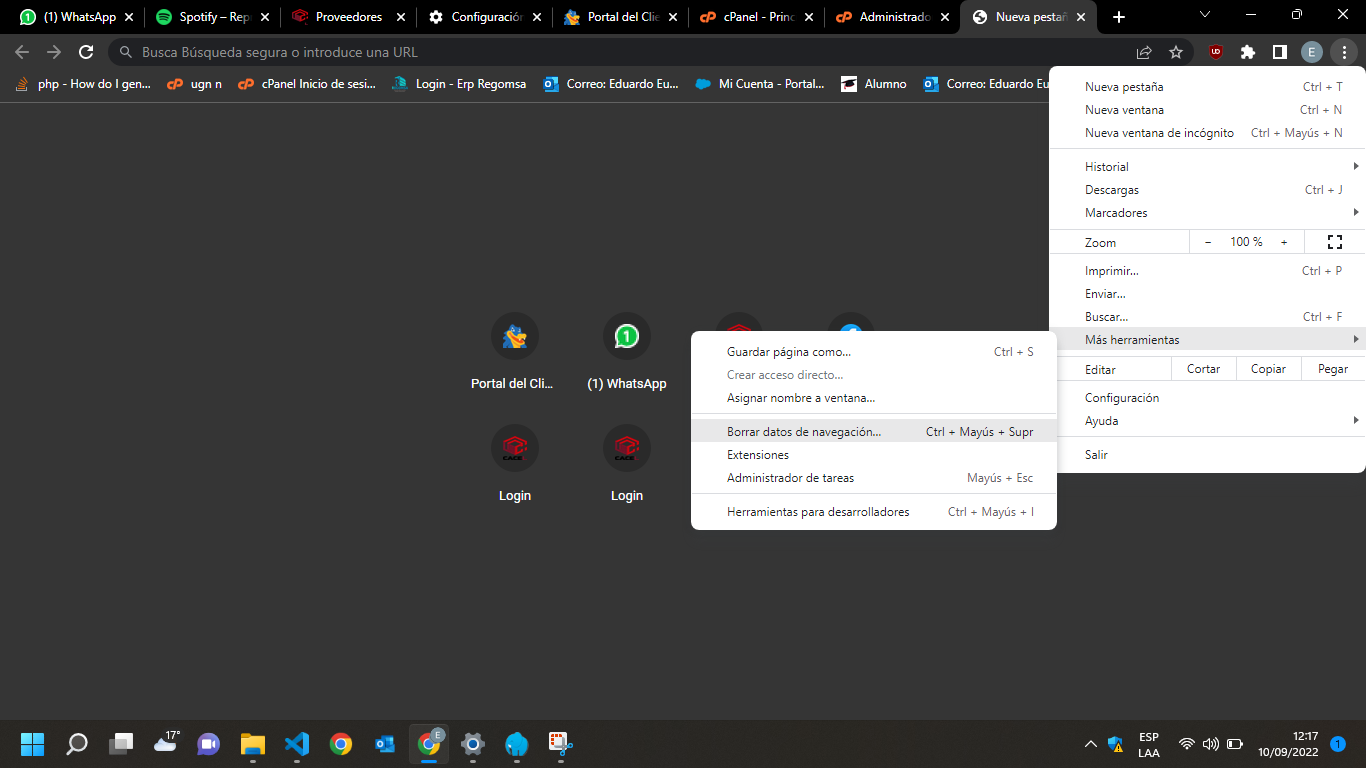 (1) WhatsApp
Spotify – Rep
Proveedores
Configuración
Portal del Clie
cPanel - Princ
Administrado
Nueva pestañ
Busca Búsqueda segura o introduce una URL
E
php - How do I gen...
ugn n
cPanel Inicio de sesi...
Login - Erp Regomsa
Correo: Eduardo Eu...
Mi Cuenta - Portal...
Alumno
Correo: Eduardo Eu
Nueva pestaña Ctrl + T
Nueva ventana Ctrl + N
Nueva ventana de incógnito Ctrl + Mayús + N
Historial
Descargas Ctrl + J
Marcadores
Zoom − 100 % +
Imprimir... Ctrl + P
Enviar...
Buscar... Ctrl + F
Más herramientas
Editar Cortar Copiar Pegar
Configuración
Ayuda
Salir
Guardar página como... Ctrl + S
Crear acceso directo...
Asignar nombre a ventana...
Borrar datos de navegación... Ctrl + Mayús + Supr
Extensiones
Administrador de tareas Mayús + Esc
Herramientas para desarrolladores Ctrl + Mayús + I
Portal del Cli...
(1) WhatsApp
CACE
Login
CACE
Login
17°
E
ESP
LAA
12:17
10/09/2022
1